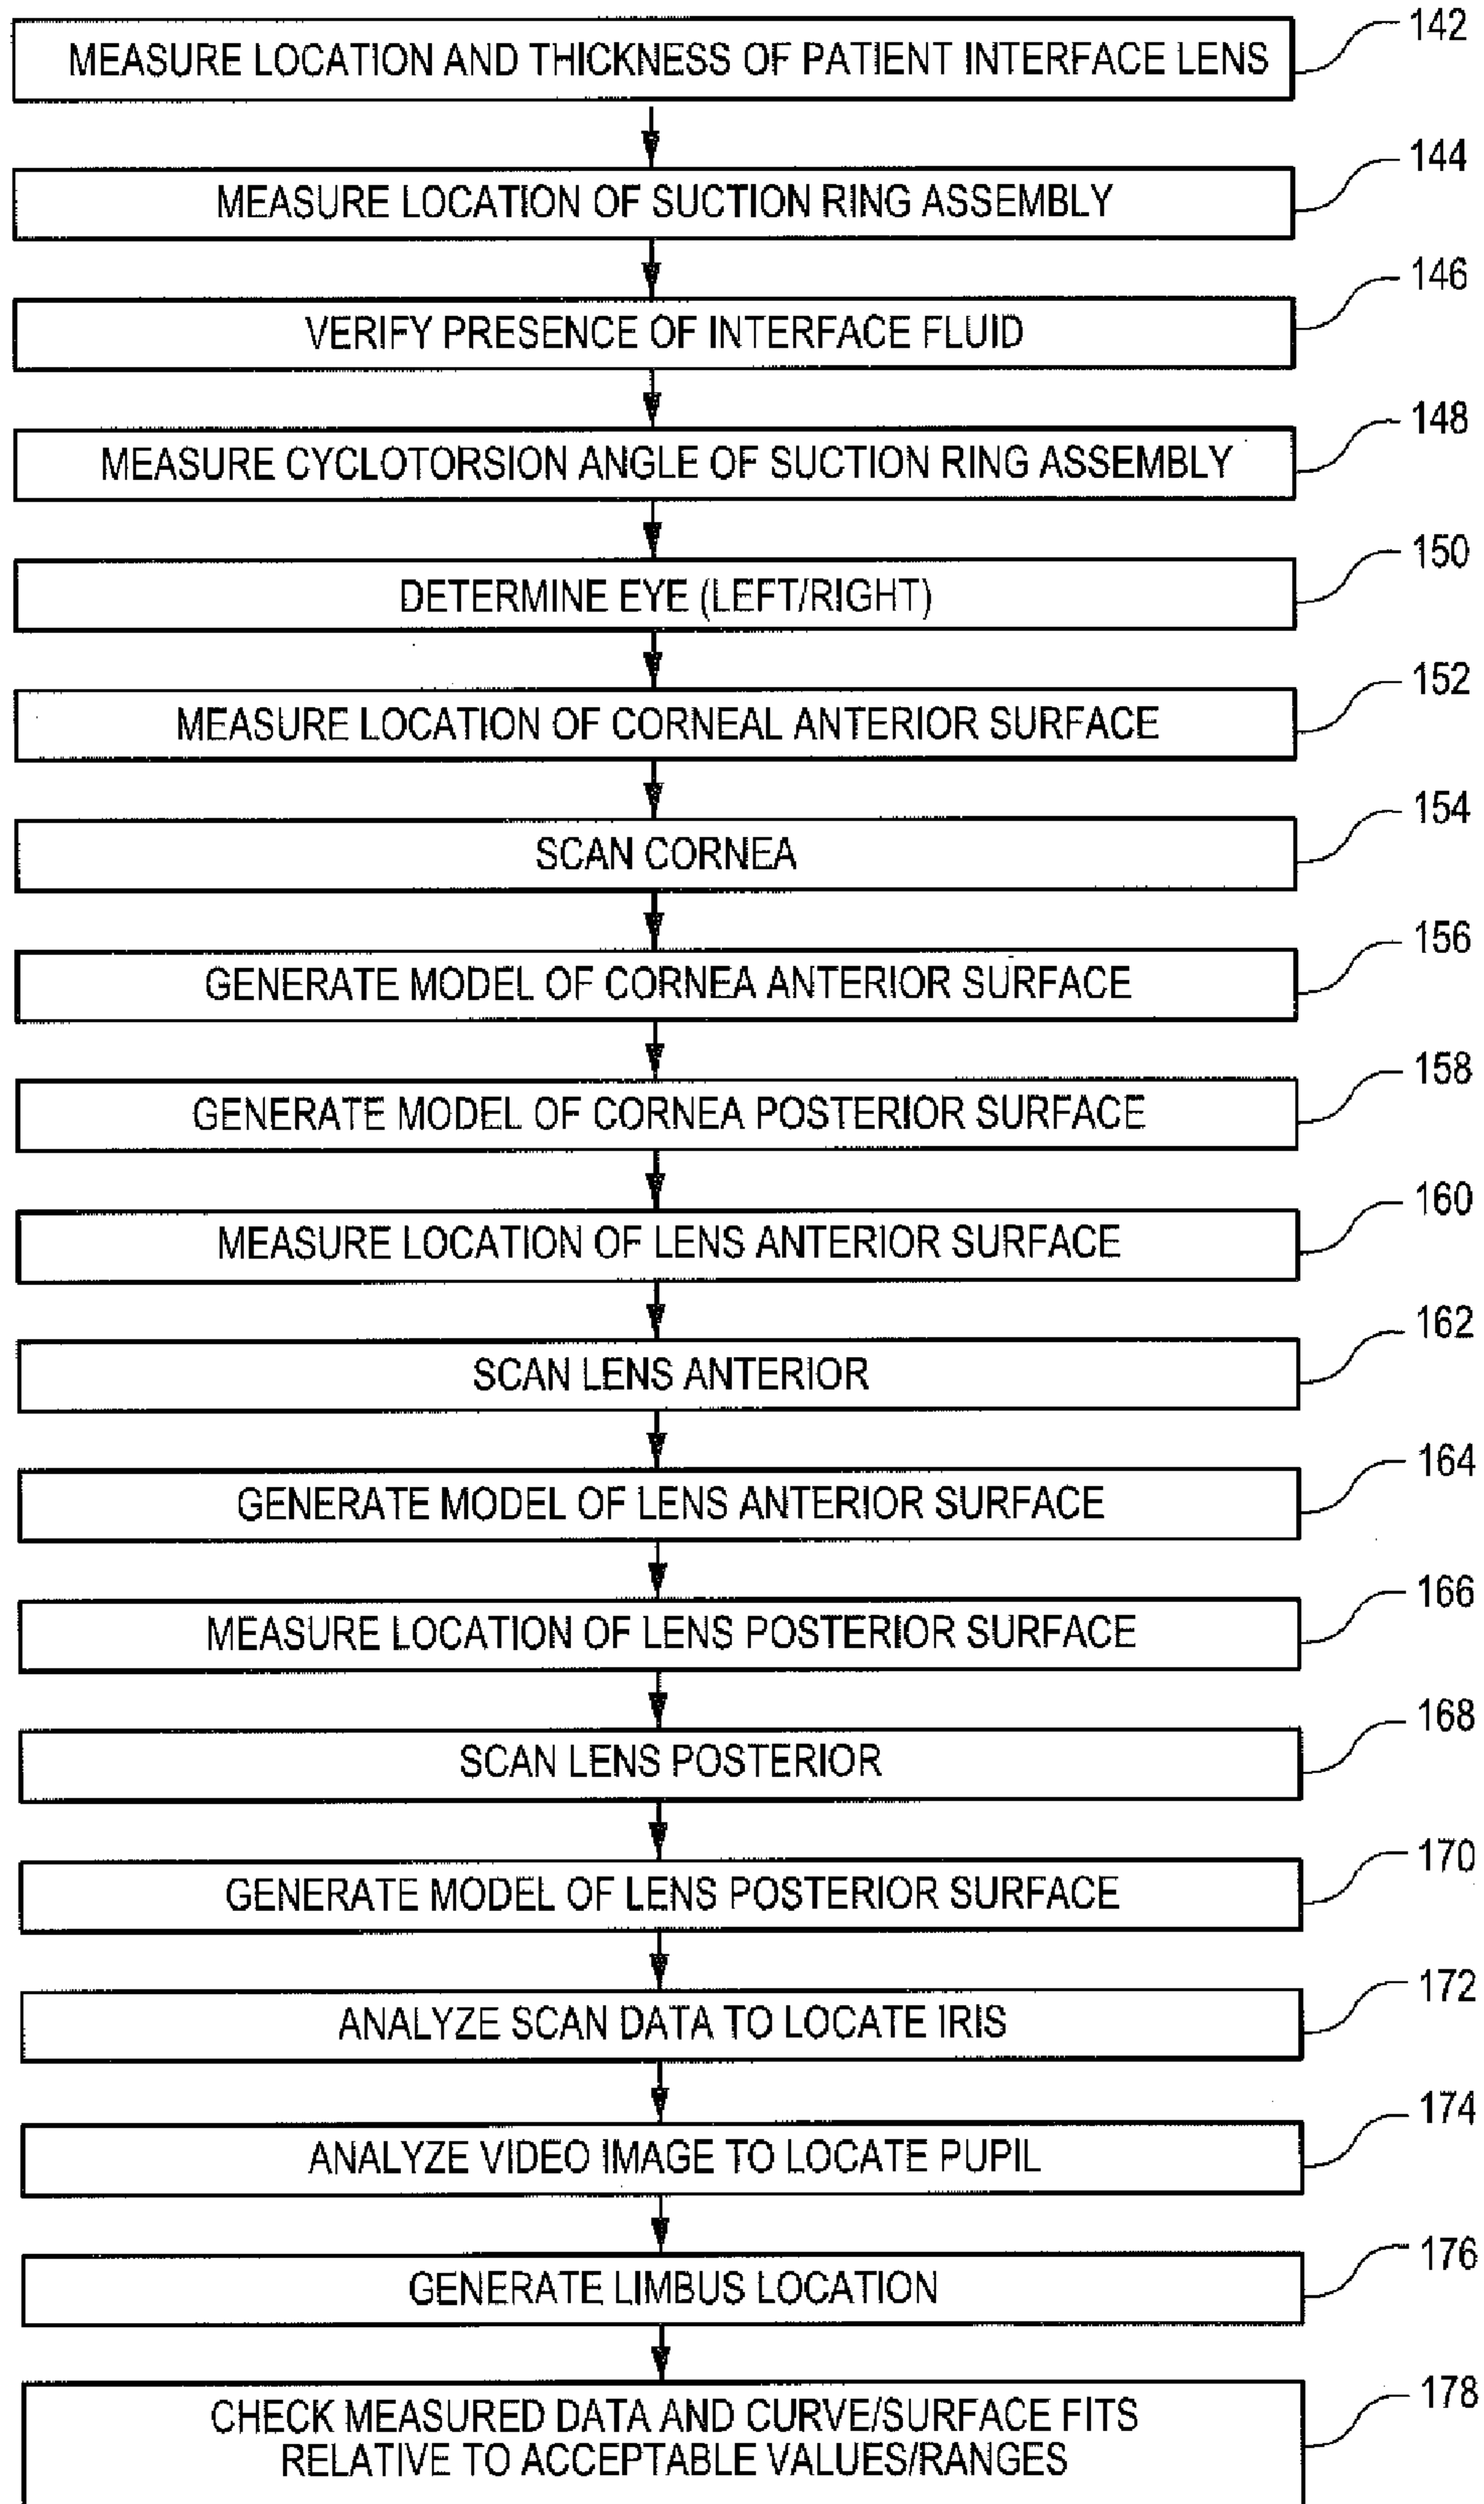 MEASURE LOCATION AND THICKNESS OF PATIENT INTERFACE LENS
142
MEASURE LOCATION OF SUCTION RING ASSEMBLY
144
VERIFY PRESENCE OF INTERFACE FLUID
146
MEASURE CYCLOTORSION ANGLE OF SUCTION RING ASSEMBLY
148
DETERMINE EYE (LEFT/RIGHT)
150
MEASURE LOCATION OF CORNEAL ANTERIOR SURFACE
152
SCAN CORNEA
154
GENERATE MODEL OF CORNEA ANTERIOR SURFACE
156
GENERATE MODEL OF CORNEA POSTERIOR SURFACE
158
MEASURE LOCATION OF LENS ANTERIOR SURFACE
160
SCAN LENS ANTERIOR
162
GENERATE MODEL OF LENS ANTERIOR SURFACE
164
MEASURE LOCATION OF LENS POSTERIOR SURFACE
166
SCAN LENS POSTERIOR
168
GENERATE MODEL OF LENS POSTERIOR SURFACE
170
ANALYZE SCAN DATA TO LOCATE IRIS
172
ANALYZE VIDEO IMAGE TO LOCATE PUPIL
174
GENERATE LIMBUS LOCATION
176
CHECK MEASURED DATA AND CURVE/SURFACE FITS
RELATIVE TO ACCEPTABLE VALUES/RANGES
178